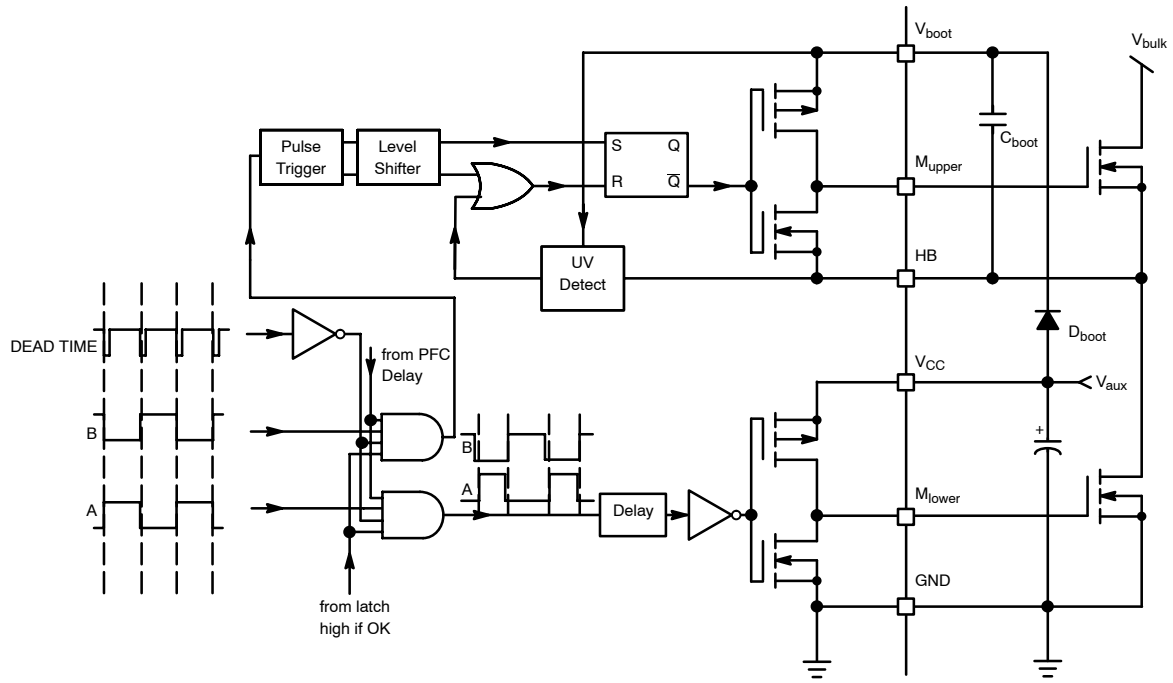 Vboot
Vbulk
Pulse
Trigger
Level
Shifter
S
Q
R
Q̅
Cboot
Mupper
UV
Detect
HB
DEAD TIME
from PFC
Delay
Dboot
VCC
Vaux
B
B
+
A
A
Delay
Mlower
GND
from latch
high if OK